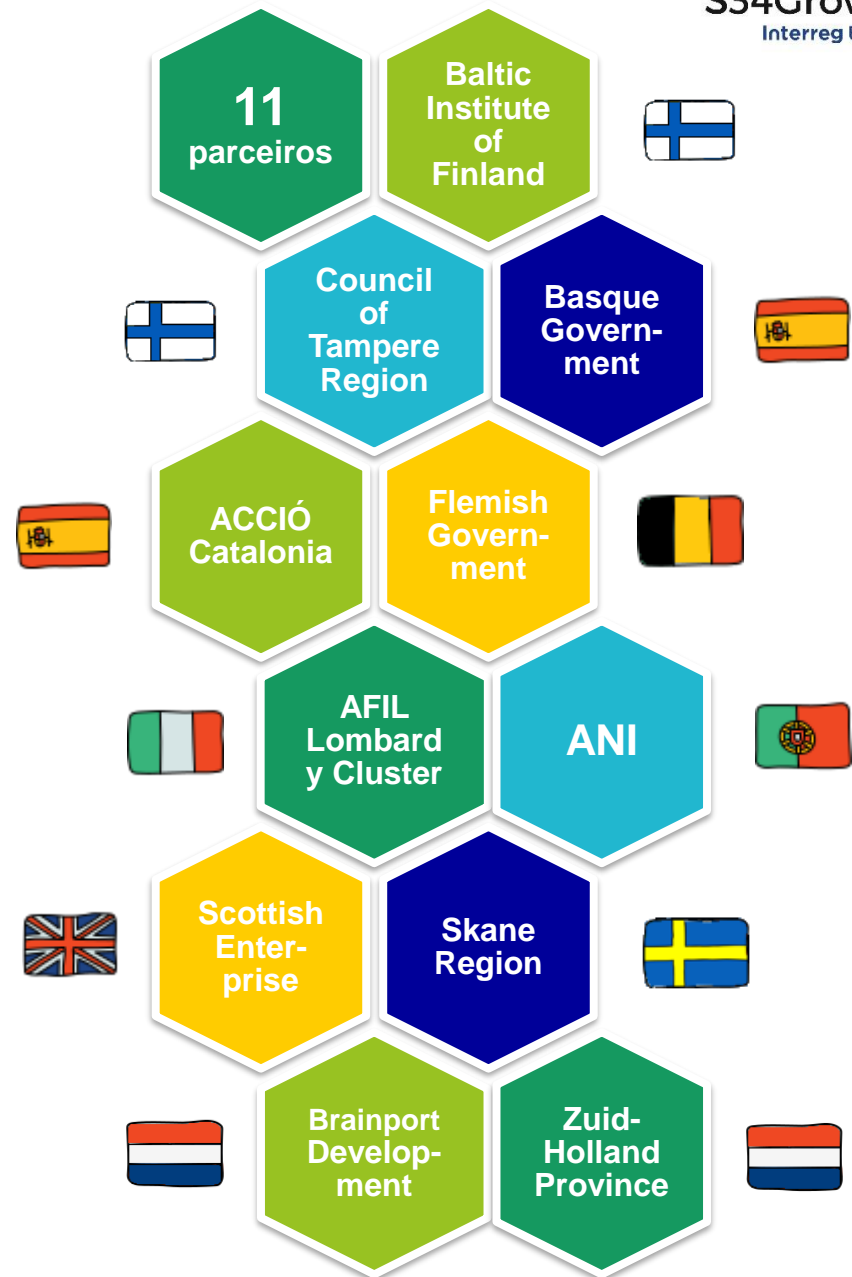 Interreg
11
parceiros
Baltic
Institute
of
Finland
Council
of
Tampere
Region
Basque
Govern-
ment
ACCIÓ
Catalonia
Flemish
Govern-
ment
AFIL
Lombard
y Cluster
ANI
Scottish
Enter-
prise
Skane
Region
Brainport
Develop-
ment
Zuid-
Holland
Province